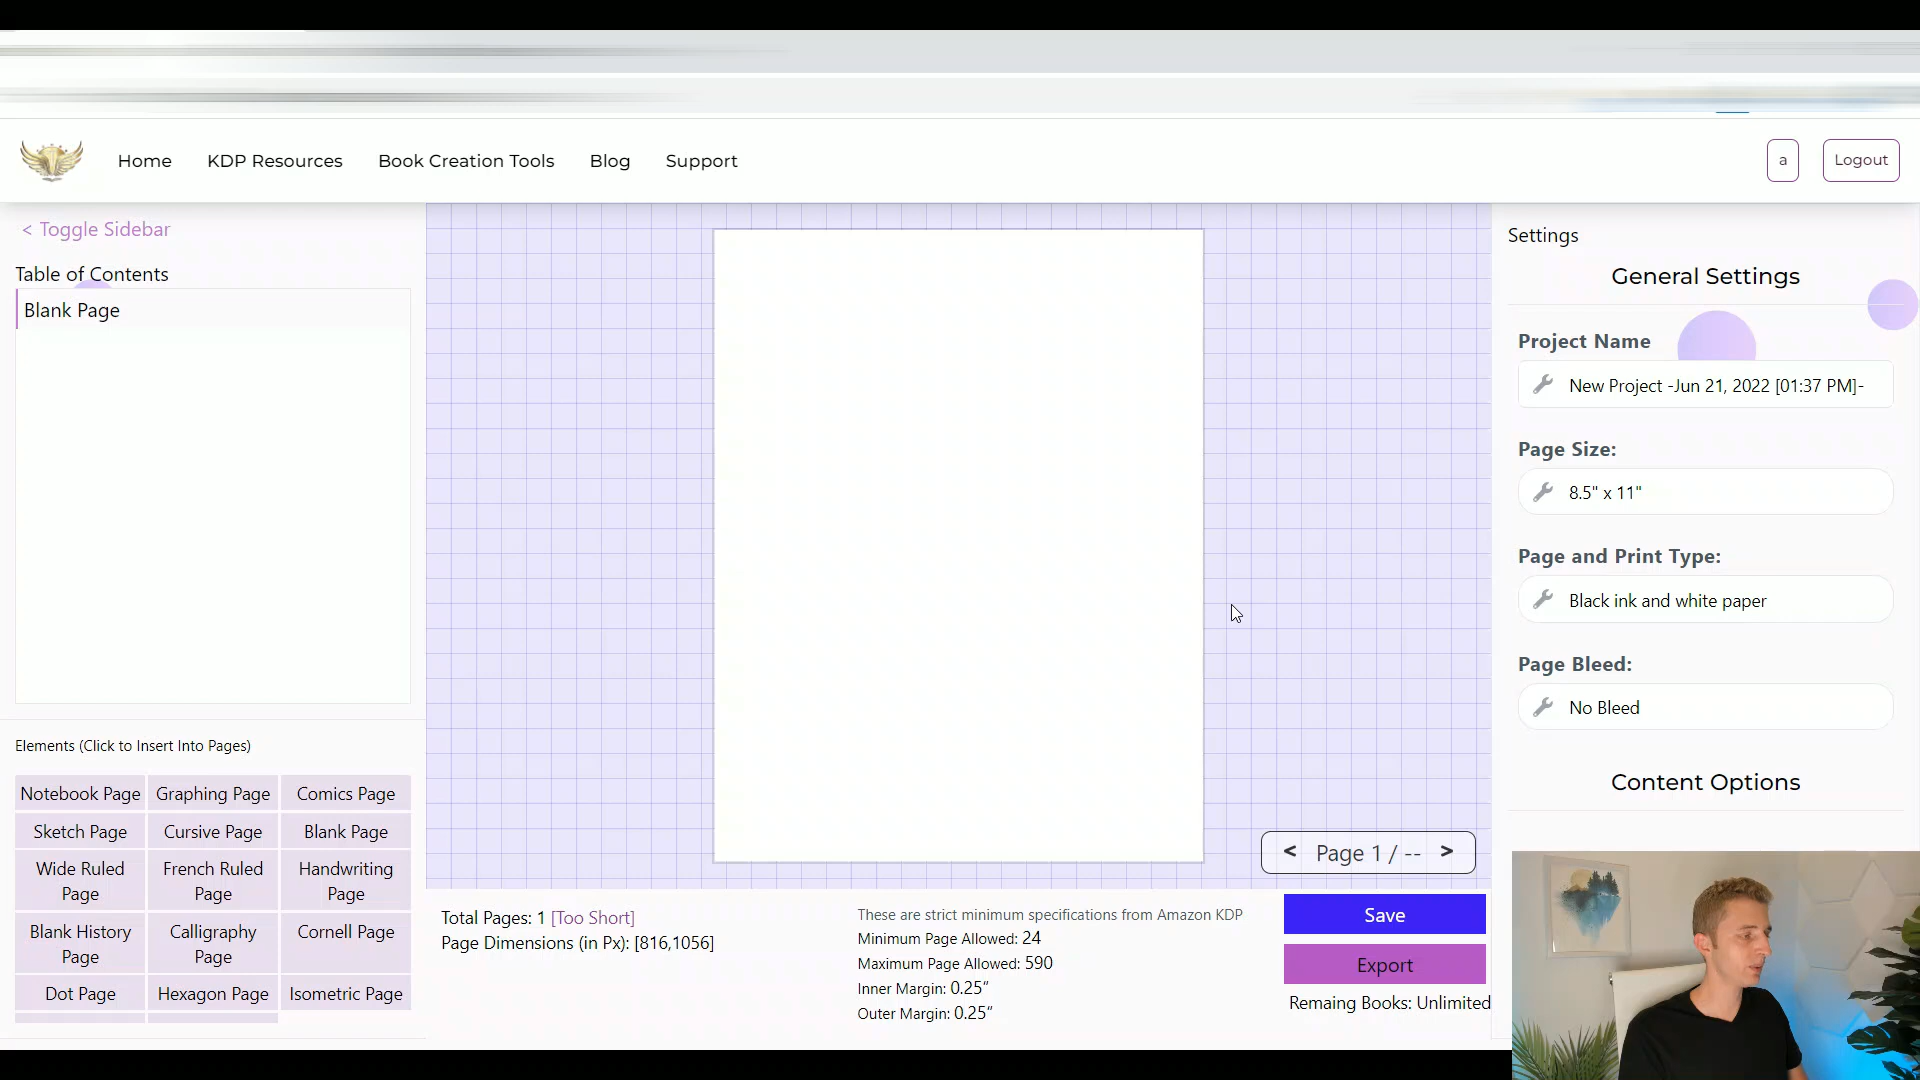 Home KDP Resources Book Creation Tools Blog Support a Logout
< Toggle Sidebar
Table of Contents
Blank Page
Elements (Click to Insert Into Pages)
Notebook Page Graphing Page Comics Page
Sketch Page Cursive Page Blank Page
Wide Ruled Page French Ruled Page Handwriting Page
Blank History Page Calligraphy Page Cornell Page
Dot Page Hexagon Page Isometric Page
< Page 1 / -- >
Total Pages: 1 [Too Short]
Page Dimensions (in Px): [816,1056]
These are strict minimum specifications from Amazon KDP
Minimum Page Allowed: 24
Maximum Page Allowed: 590
Inner Margin: 0.25″
Outer Margin: 0.25″
Save
Export
Remaing Books: Unlimited
Settings
General Settings
Project Name
New Project -Jun 21, 2022 [01:37 PM]-
Page Size:
8.5" x 11"
Page and Print Type:
Black ink and white paper
Page Bleed:
No Bleed
Content Options